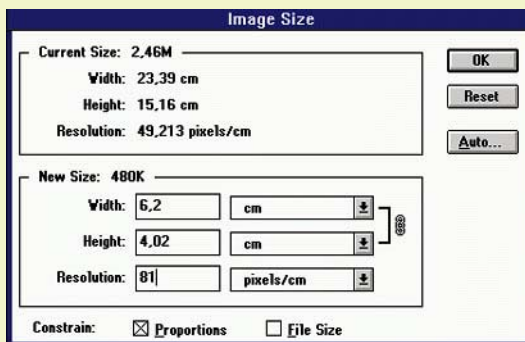 Image Size
Current Size: 2,46M
Width: 23,39 cm
Height: 15,16 cm
Resolution: 49,213 pixels/cm
OK
Reset
Auto...
New Size: 480K
Width: 6,2 cm
Height: 4,02 cm
Resolution: 81 pixels/cm
Constrain: Proportions File Size